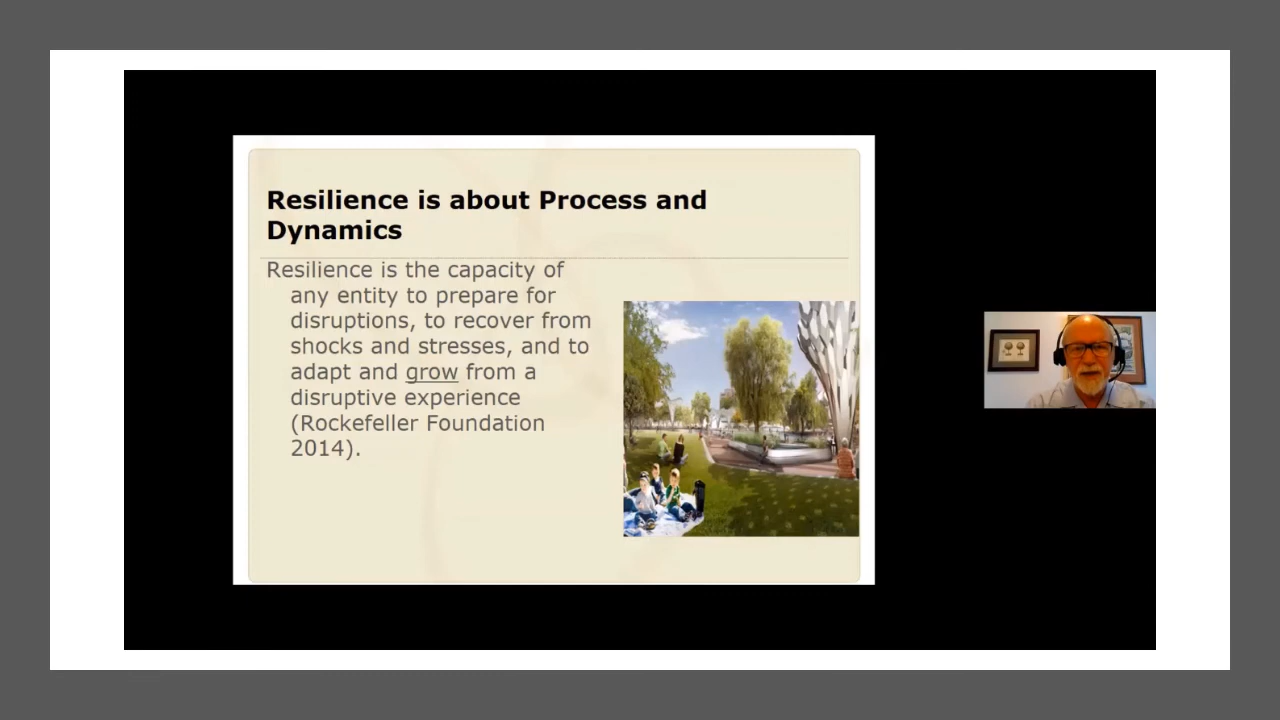 Resilience is about Process and
Dynamics
Resilience is the capacity of
any entity to prepare for
disruptions, to recover from
shocks and stresses, and to
adapt and grow from a
disruptive experience
(Rockefeller Foundation
2014).